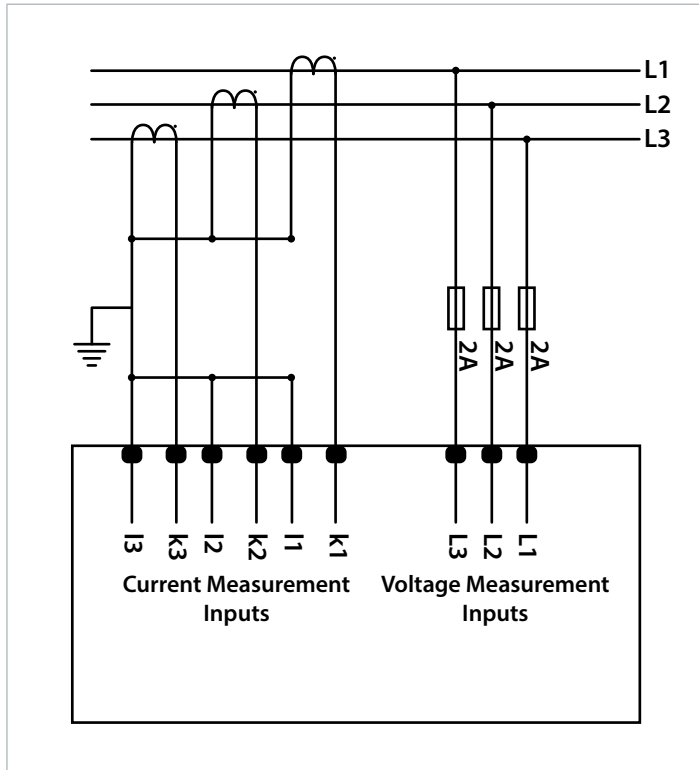 L1
L2
L3
2A
2A
2A
l3
k3
l2
k2
l1
k1
L3
L2
L1
Current Measurement
Inputs
Voltage Measurement
Inputs